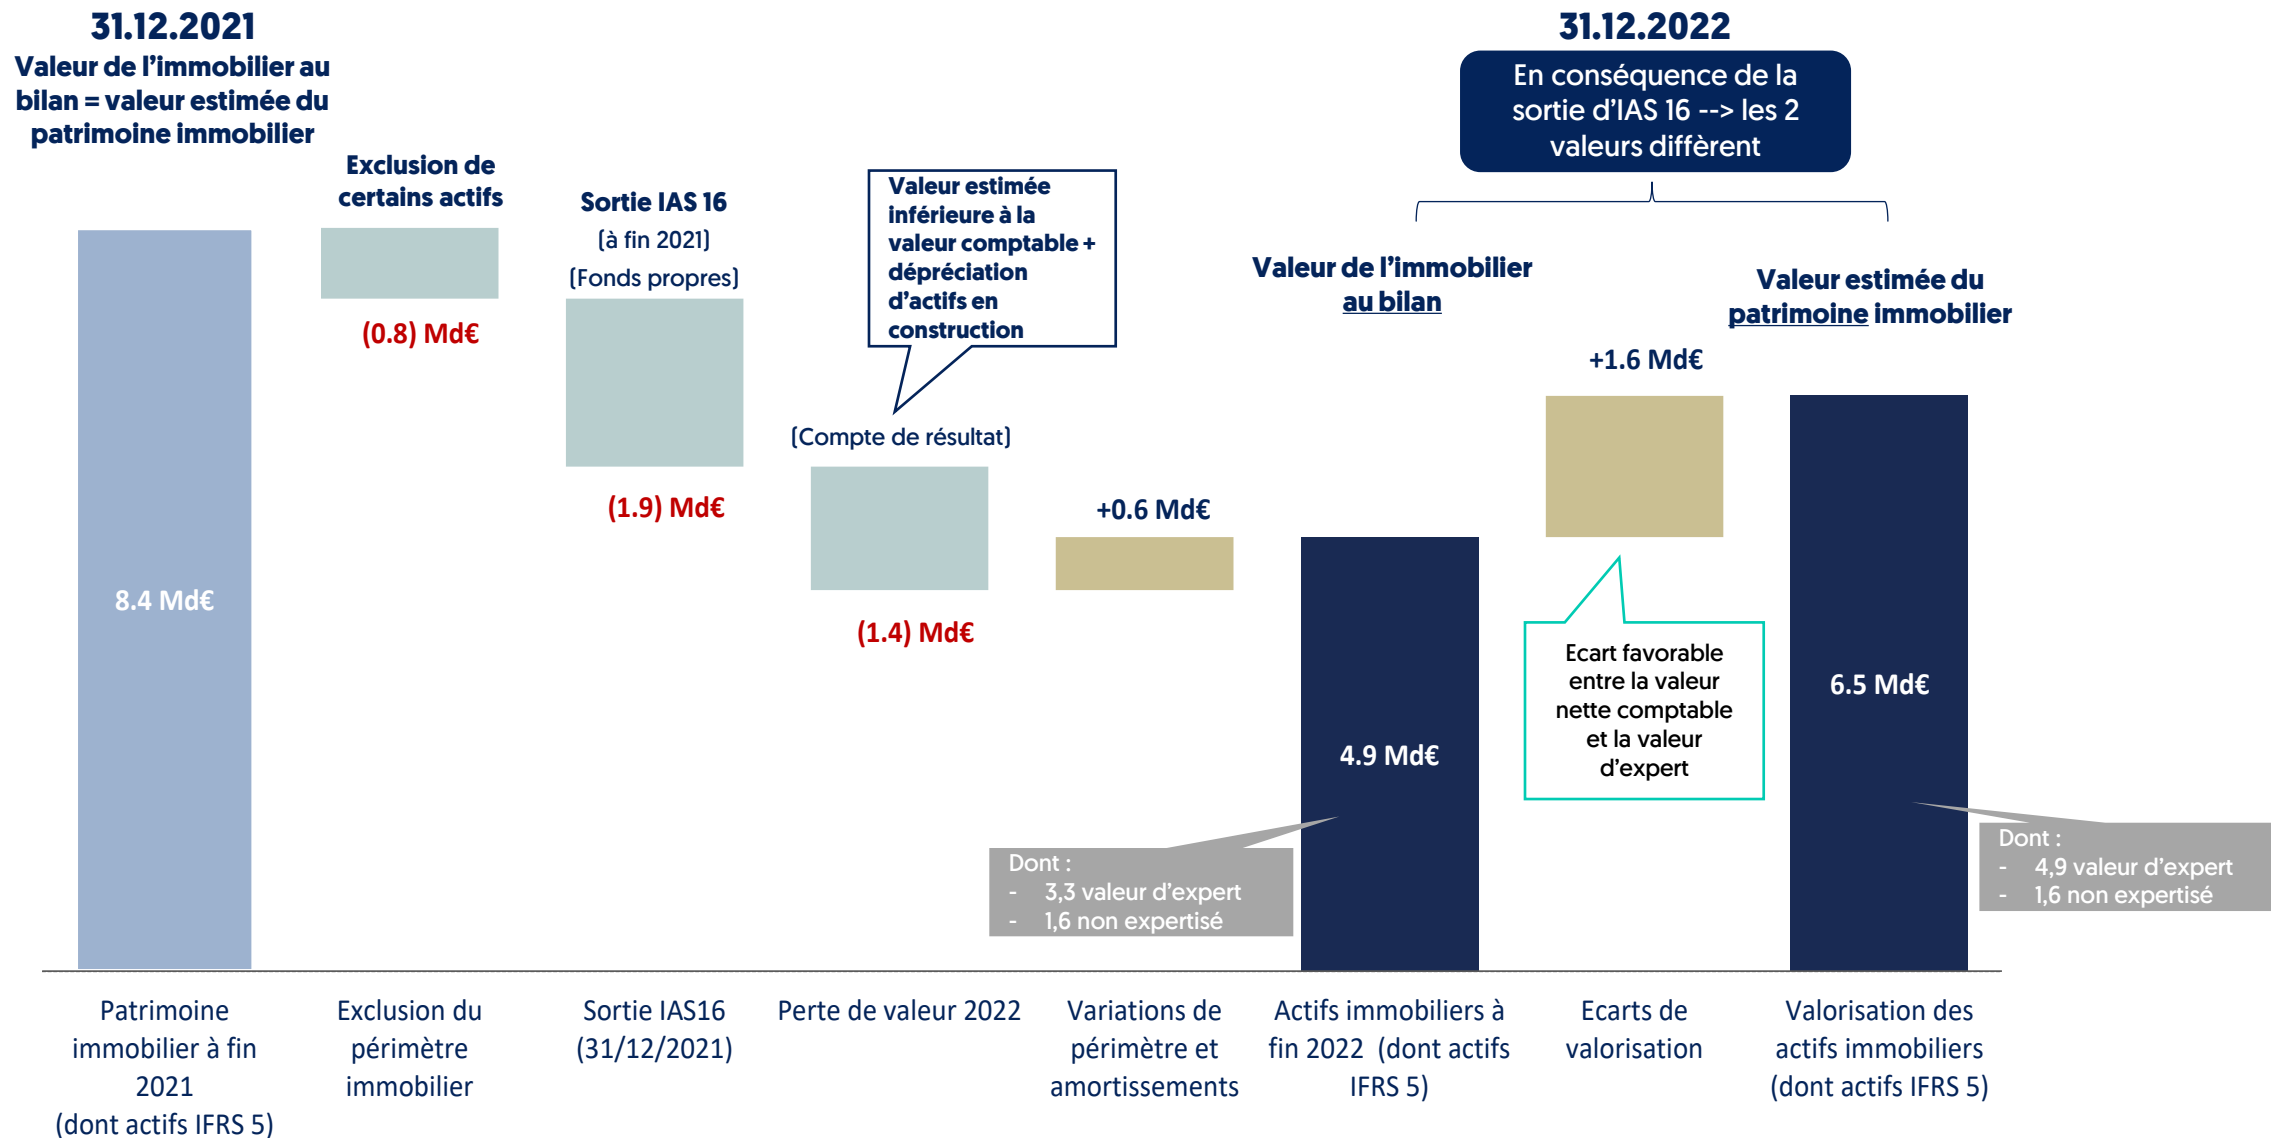 31.12.2021
Valeur de l’immobilier au
bilan = valeur estimée du
patrimoine immobilier
Exclusion de
certains actifs
(0.8) Md€
Sortie IAS 16
(à fin 2021)
(Fonds propres)
(1.9) Md€
Valeur estimée
inférieure à la
valeur comptable +
dépréciation
d’actifs en
construction
(Compte de résultat)
(1.4) Md€
+0.6 Md€
31.12.2022
En conséquence de la
sortie d’IAS 16 --> les 2
valeurs diffèrent
Valeur de l’immobilier
au bilan
Valeur estimée du
patrimoine immobilier
+1.6 Md€
8.4 Md€
4.9 Md€
Ecart favorable
entre la valeur
nette comptable
et la valeur
d’expert
6.5 Md€
Dont :
- 3,3 valeur d’expert
- 1,6 non expertisé
Dont :
- 4,9 valeur d’expert
- 1,6 non expertisé
Patrimoine
immobilier à fin
2021
(dont actifs IFRS 5)
Exclusion du
périmètre
immobilier
Sortie IAS16
(31/12/2021)
Perte de valeur 2022
Variations de
périmètre et
amortissements
Actifs immobiliers à
fin 2022 (dont actifs
IFRS 5)
Ecarts de
valorisation
Valorisation des
actifs immobiliers
(dont actifs IFRS 5)